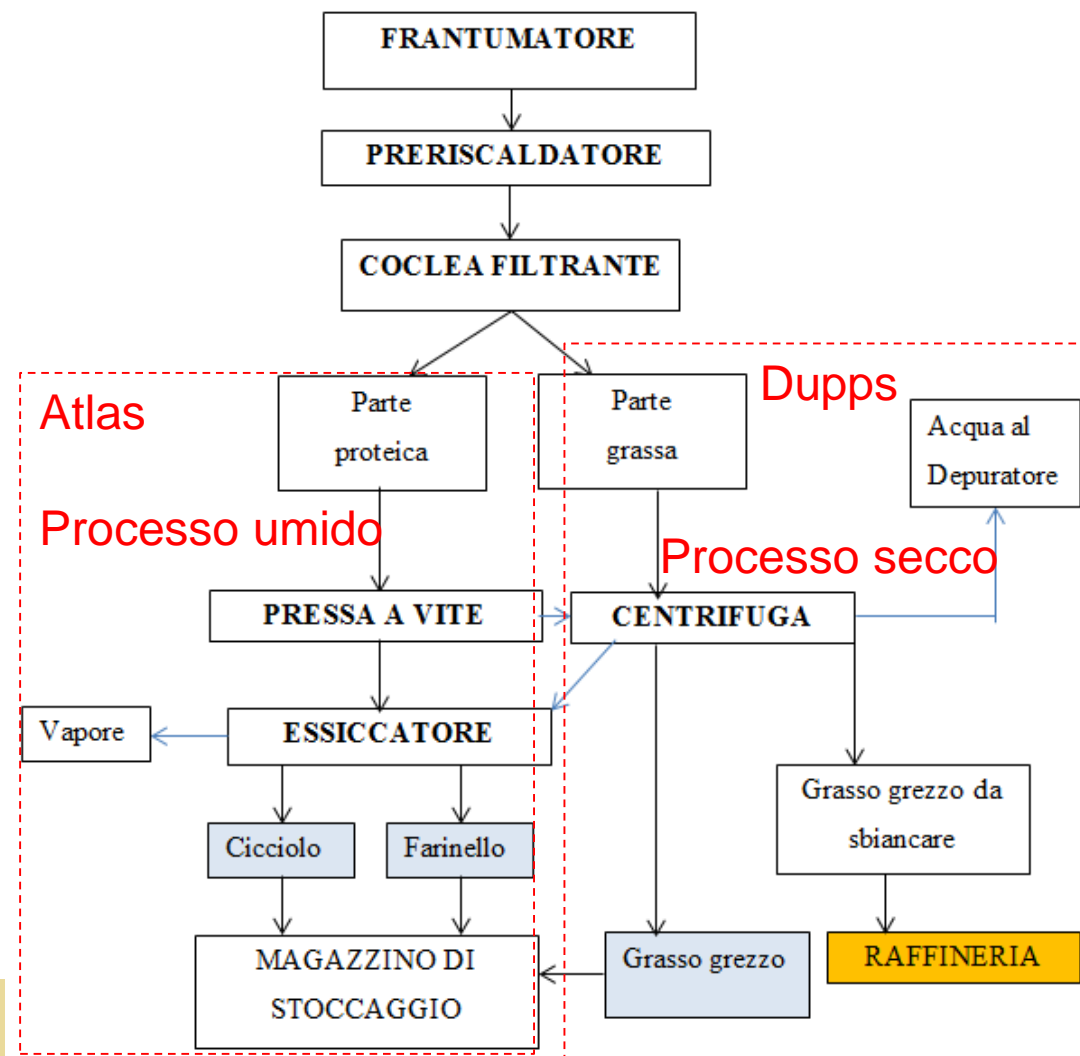 FRANTUMATORE
PRERISCALDATORE
COCLEA FILTRANTE
Atlas
Parte
proteica
Parte
grassa
Dupps
Acqua al
Depuratore
Processo umido
Processo secco
PRESSA A VITE
CENTRIFUGA
Vapore
ESSICCATORE
Grasso grezzo da
sbiancare
Cicciolo
Farinello
MAGAZZINO DI
STOCCAGGIO
Grasso grezzo
RAFFINERIA